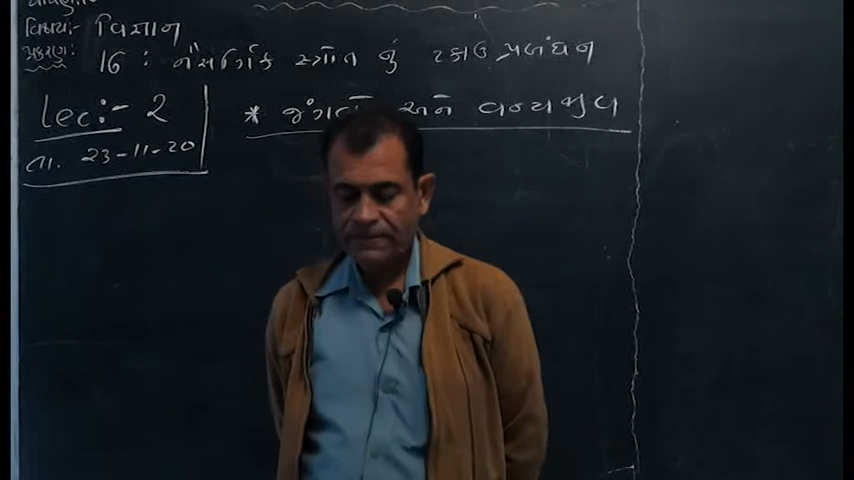 વિષય:- વિજ્ઞાન
પ્રકરણ: 16 : નૈસર્ગિક સ્ત્રોત નું ટકાઉ પ્રબંધન
Lec:- 2
* જંગલો અને વન્યજીવ
તા. 23-11-20